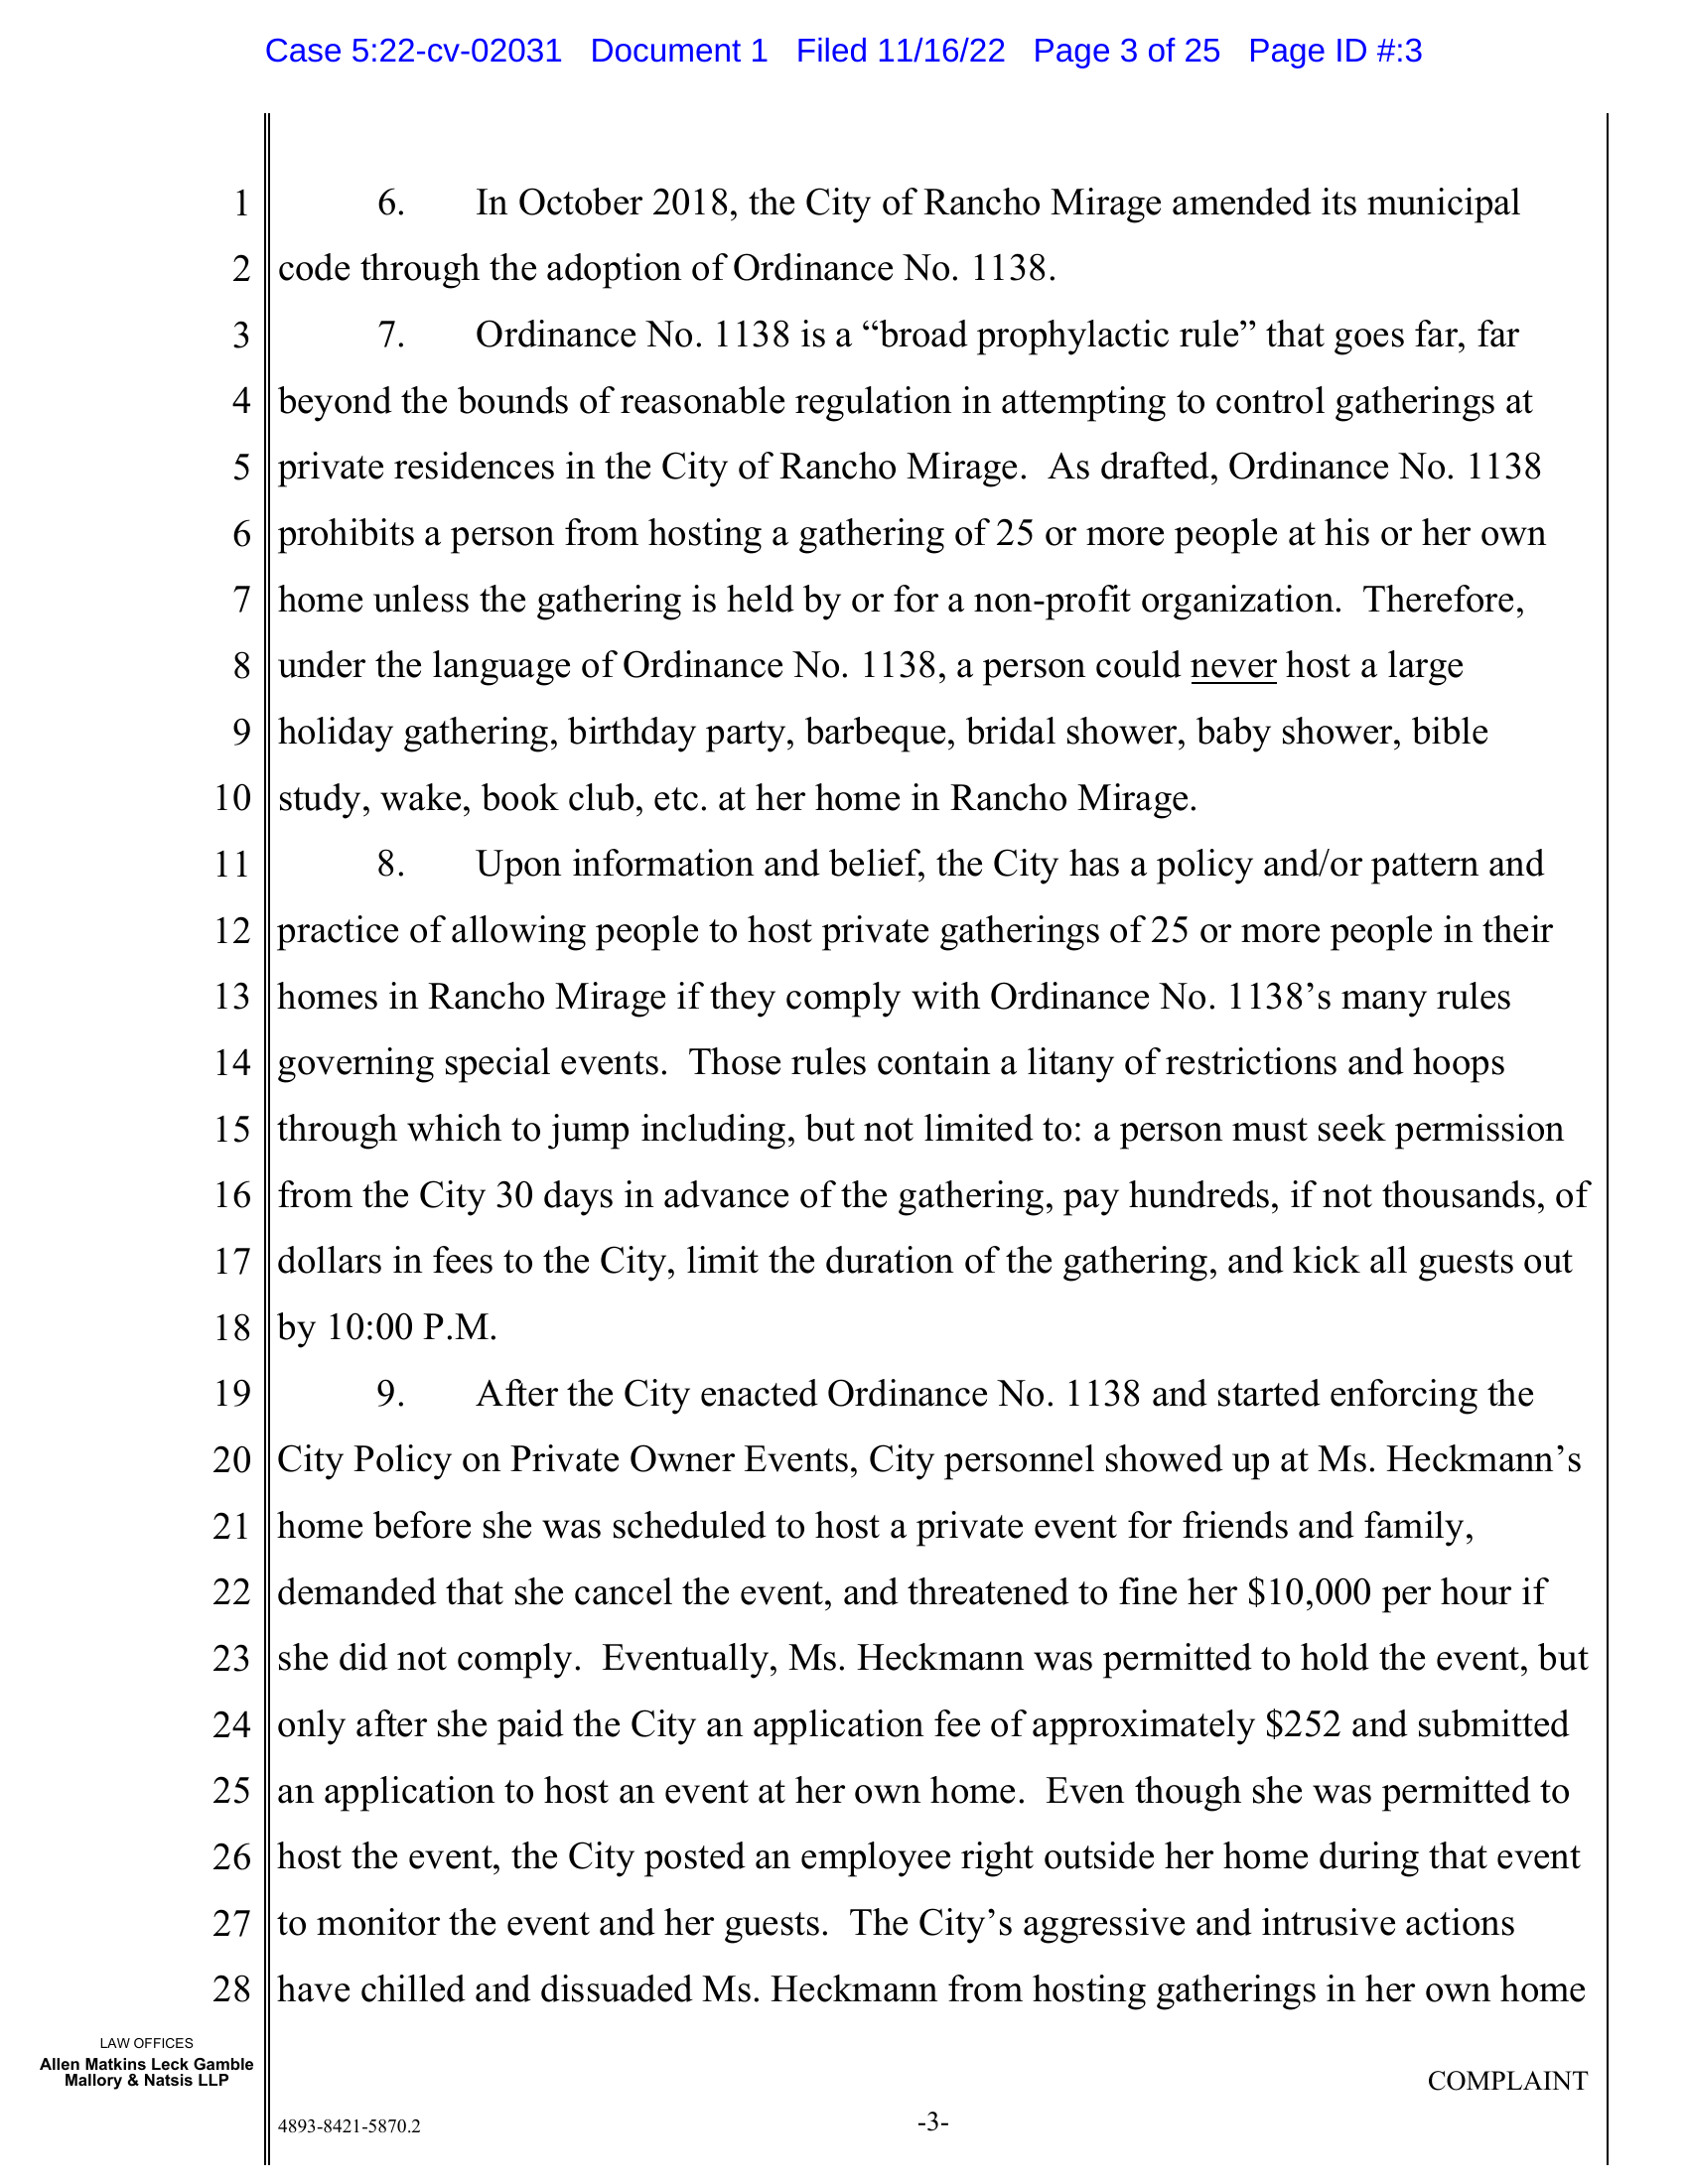 Case 5:22-cv-02031 Document 1 Filed 11/16/22 Page 3 of 25 Page ID #:3
1 6. In October 2018, the City of Rancho Mirage amended its municipal
2 code through the adoption of Ordinance No. 1138.
3 7. Ordinance No. 1138 is a “broad prophylactic rule” that goes far, far
4 beyond the bounds of reasonable regulation in attempting to control gatherings at
5 private residences in the City of Rancho Mirage. As drafted, Ordinance No. 1138
6 prohibits a person from hosting a gathering of 25 or more people at his or her own
7 home unless the gathering is held by or for a non-profit organization. Therefore,
8 under the language of Ordinance No. 1138, a person could never host a large
9 holiday gathering, birthday party, barbeque, bridal shower, baby shower, bible
10 study, wake, book club, etc. at her home in Rancho Mirage.
11 8. Upon information and belief, the City has a policy and/or pattern and
12 practice of allowing people to host private gatherings of 25 or more people in their
13 homes in Rancho Mirage if they comply with Ordinance No. 1138’s many rules
14 governing special events. Those rules contain a litany of restrictions and hoops
15 through which to jump including, but not limited to: a person must seek permission
16 from the City 30 days in advance of the gathering, pay hundreds, if not thousands, of
17 dollars in fees to the City, limit the duration of the gathering, and kick all guests out
18 by 10:00 P.M.
19 9. After the City enacted Ordinance No. 1138 and started enforcing the
20 City Policy on Private Owner Events, City personnel showed up at Ms. Heckmann’s
21 home before she was scheduled to host a private event for friends and family,
22 demanded that she cancel the event, and threatened to fine her $10,000 per hour if
23 she did not comply. Eventually, Ms. Heckmann was permitted to hold the event, but
24 only after she paid the City an application fee of approximately $252 and submitted
25 an application to host an event at her own home. Even though she was permitted to
26 host the event, the City posted an employee right outside her home during that event
27 to monitor the event and her guests. The City’s aggressive and intrusive actions
28 have chilled and dissuaded Ms. Heckmann from hosting gatherings in her own home
LAW OFFICES
Allen Matkins Leck Gamble
Mallory & Natsis LLP
COMPLAINT
4893-8421-5870.2
-3-